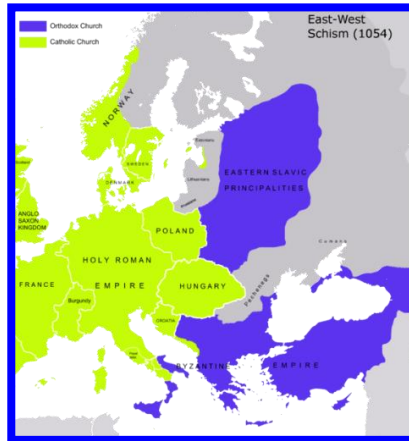 Orthodox Church
Catholic Church
East-West
Schism (1054)
NORWAY
SWEDEN
Estonians
DENMARK
Lithuanians
Prussians
EASTERN SLAVIC
PRINCIPALITIES
ANGLO
SAXON
KINGDOM
POLAND
HOLY ROMAN
EMPIRE
Cumans
Pechenegs
FRANCE
HUNGARY
Burgundy
CROATIA
BYZANTINE
EMPIRE